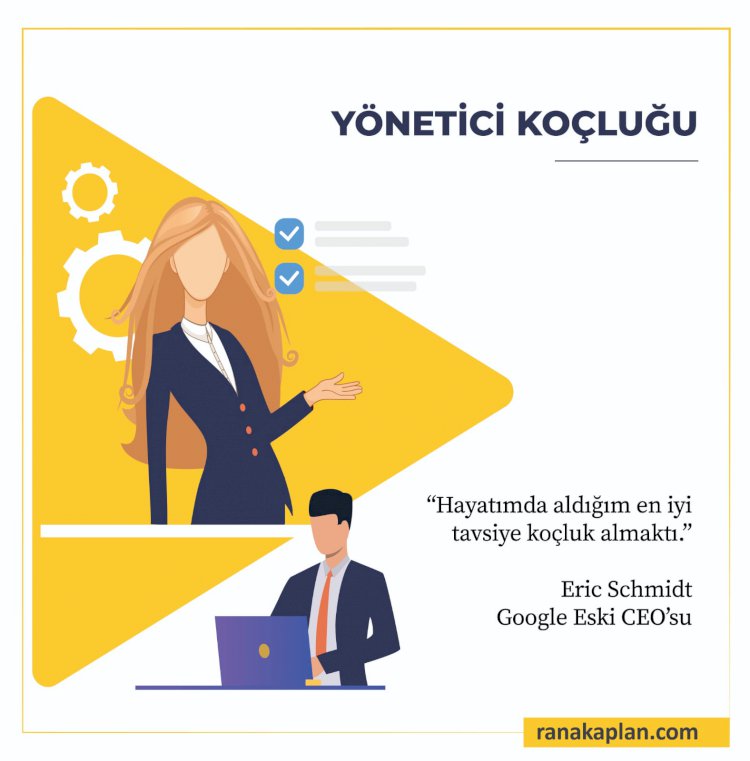 YÖNETİCİ KOÇLUĞU
“Hayatımda aldığım en iyi
tavsiye koçluk almaktı.”
Eric Schmidt
Google Eski CEO’su
ranakaplan.com